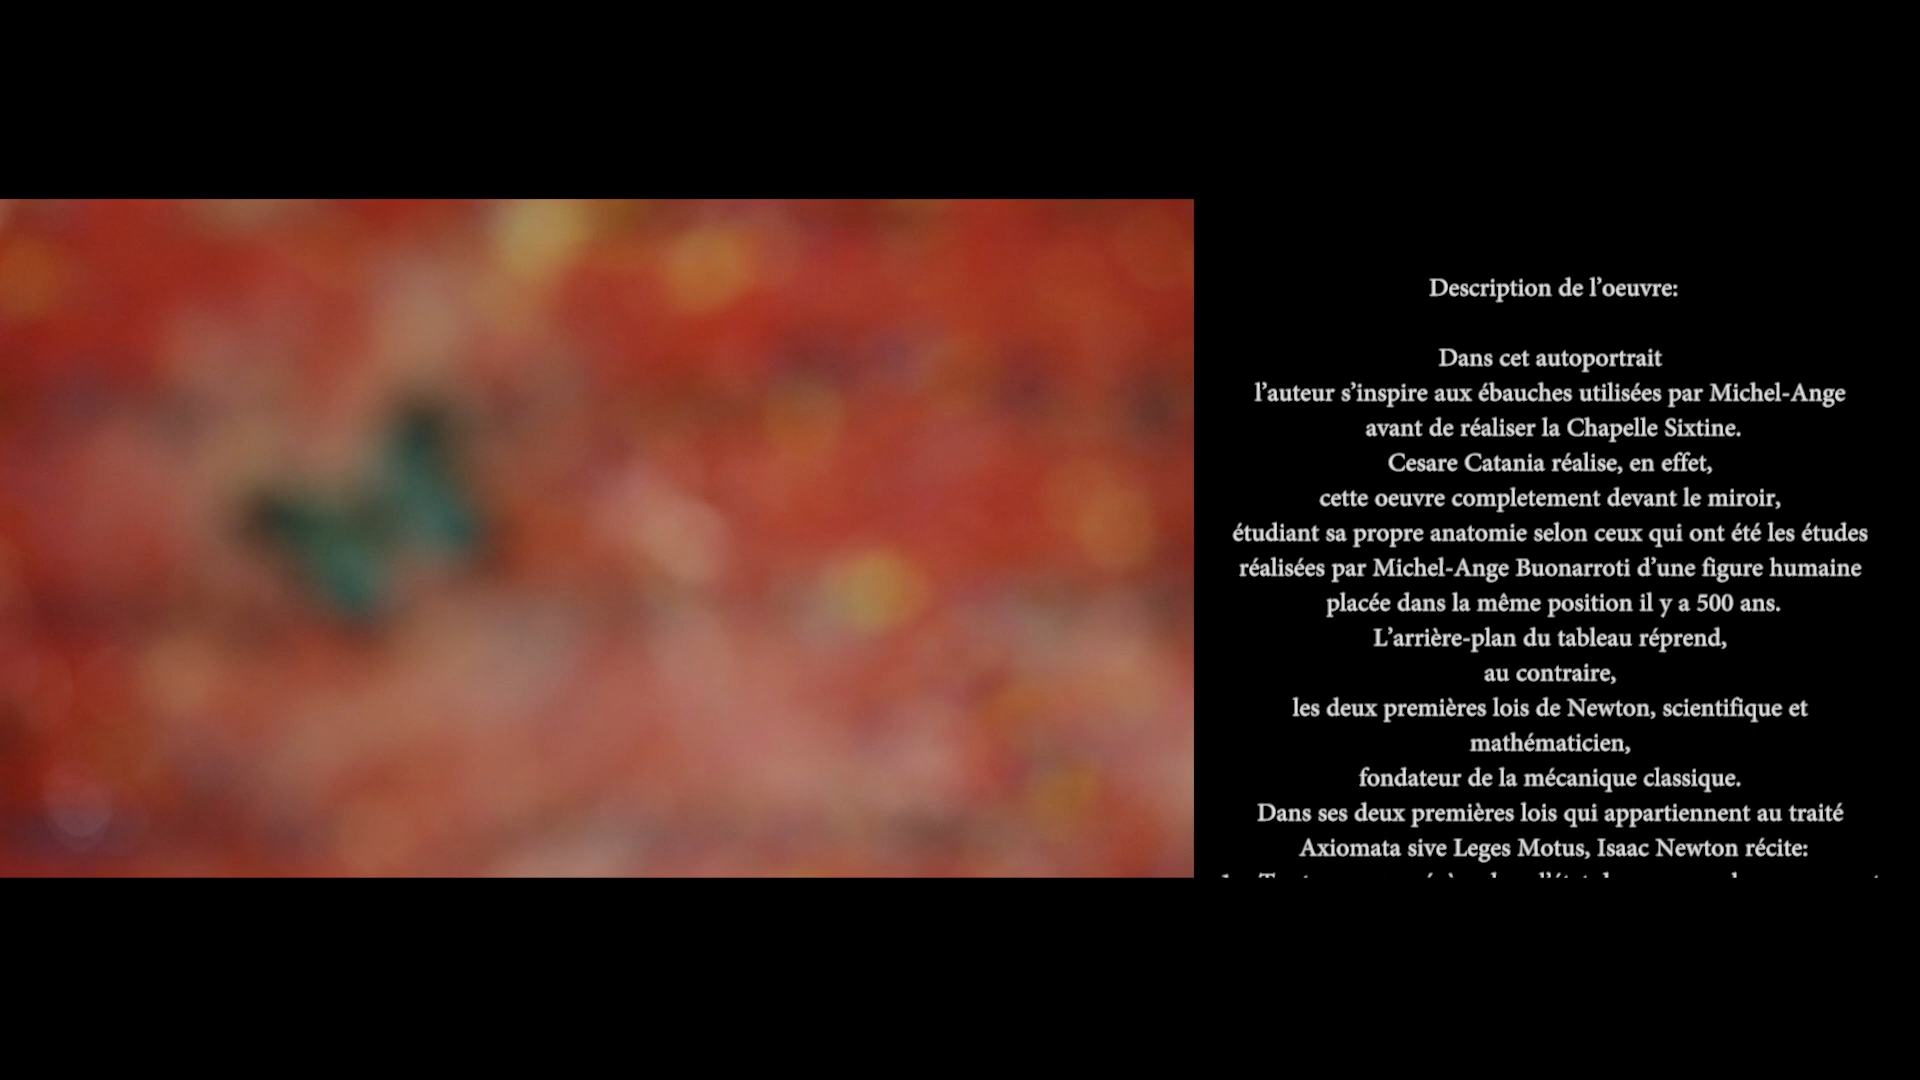 Description de l’oeuvre:
Dans cet autoportrait
l’auteur s’inspire aux ébauches utilisées par Michel-Ange
avant de réaliser la Chapelle Sixtine.
Cesare Catania réalise, en effet,
cette oeuvre completement devant le miroir,
étudiant sa propre anatomie selon ceux qui ont été les études
réalisées par Michel-Ange Buonarroti d’une figure humaine
placée dans la même position il y a 500 ans.
L’arrière-plan du tableau réprend,
au contraire,
les deux premières lois de Newton, scientifique et
mathématicien,
fondateur de la mécanique classique.
Dans ses deux premières lois qui appartiennent au traité
Axiomata sive Leges Motus, Isaac Newton récite: